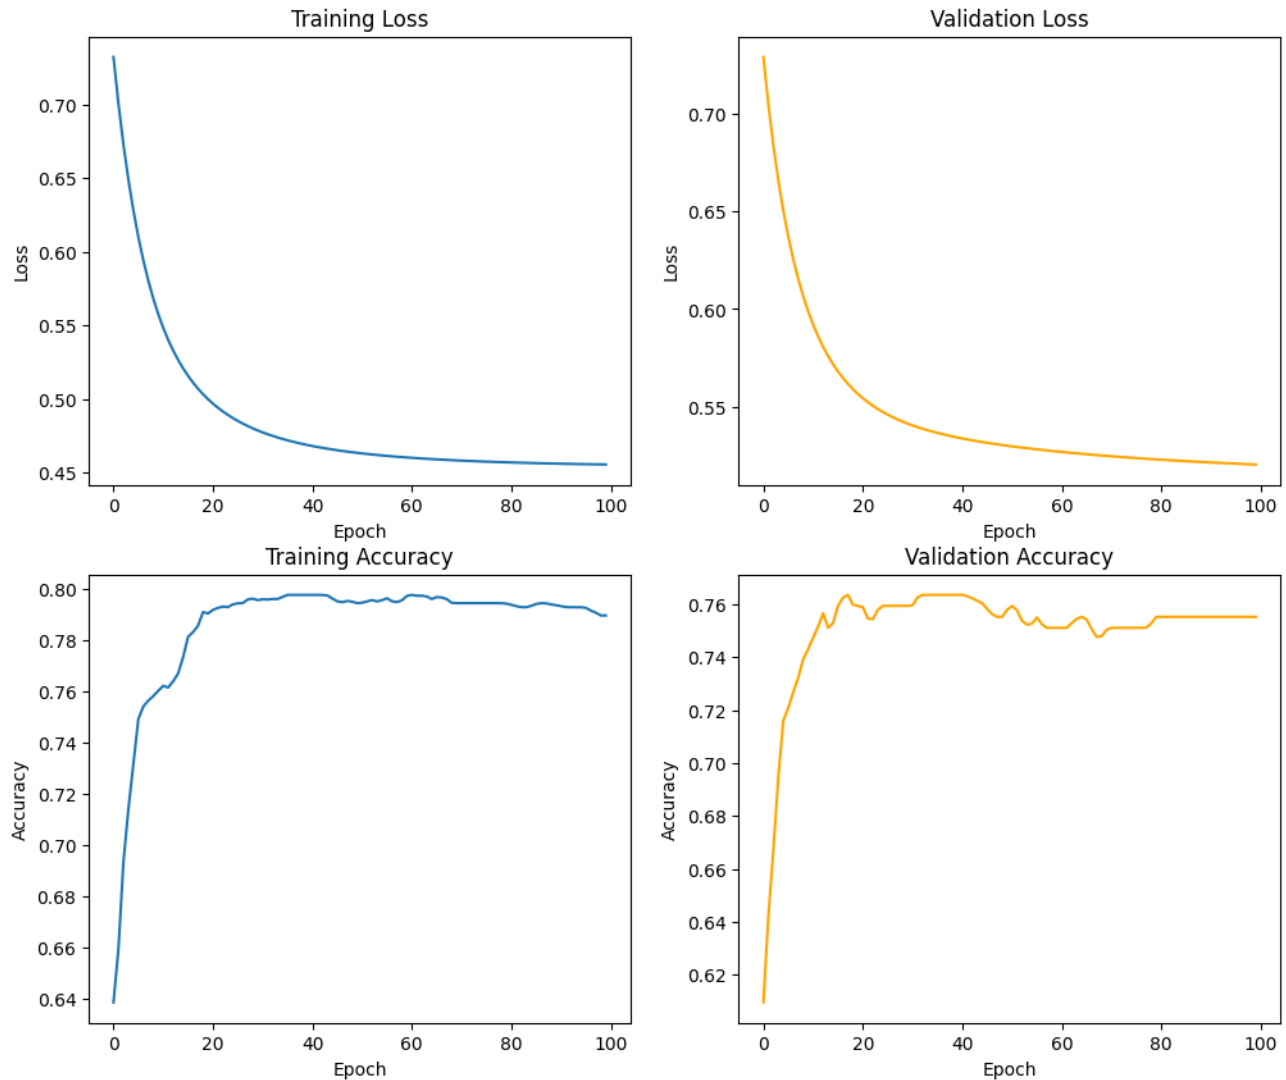 Training Loss
Loss
0.70
0.65
0.60
0.55
0.50
0.45
0 20 40 60 80 100
Epoch
Validation Loss
Loss
0.70
0.65
0.60
0.55
0 20 40 60 80 100
Epoch
Training Accuracy
Accuracy
0.80
0.78
0.76
0.74
0.72
0.70
0.68
0.66
0.64
0 20 40 60 80 100
Epoch
Validation Accuracy
Accuracy
0.76
0.74
0.72
0.70
0.68
0.66
0.64
0.62
0 20 40 60 80 100
Epoch